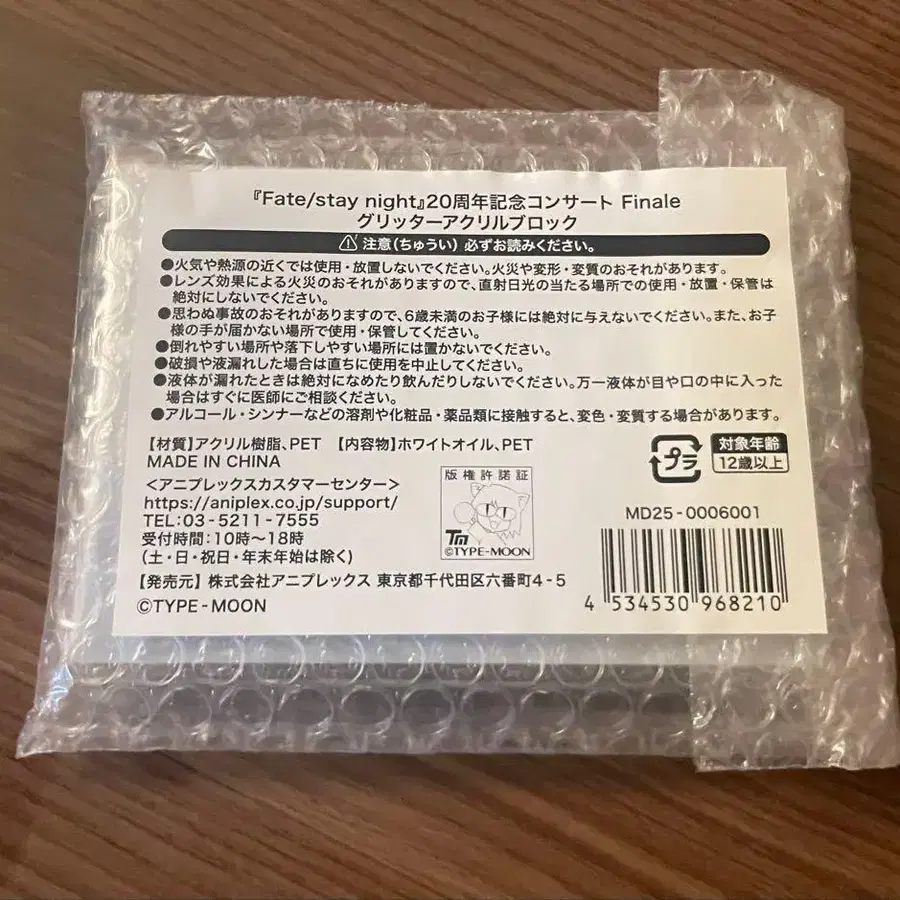 『Fate/stay night』20周年記念コンサート Finale
グリッターアクリルブロック
注意(ちゅうい) 必ずお読みください。
●火気や熱源の近くでは使用・放置しないでください。火災や変形・変質のおそれがあります。
●レンズ効果による火災のおそれがありますので、直射日光の当たる場所での使用・放置・保管は
絶対にしないでください。
●思わぬ事故のおそれがありますので、6歳未満のお子様には絶対に与えないでください。また、お子
様の手が届かない場所で使用・保管してください。
●倒れやすい場所や落下しやすい場所には置かないでください。
●破損や液漏れした場合は直ちに使用を中止してください。
●液体が漏れたときは絶対になめたり飲んだりしないでください。万一液体が目や口の中に入った
場合はすぐに医師にご相談ください。
●アルコール・シンナーなどの溶剤や化粧品・薬品類に接触すると、変色・変質する場合があります。
【材質】アクリル樹脂、PET 【内容物】ホワイトオイル、PET
MADE IN CHINA
<アニプレックスカスタマーセンター>
https://aniplex.co.jp/support/
TEL:03-5211-7555
受付時間:10時〜18時
(土・日・祝日・年末年始は除く)
【発売元】株式会社アニプレックス 東京都千代田区六番町4-5
©TYPE-MOON
版権許諾証
TM
©TYPE-MOON
プラ
対象年齢
12歳以上
MD25-0006001
4 534530 968210